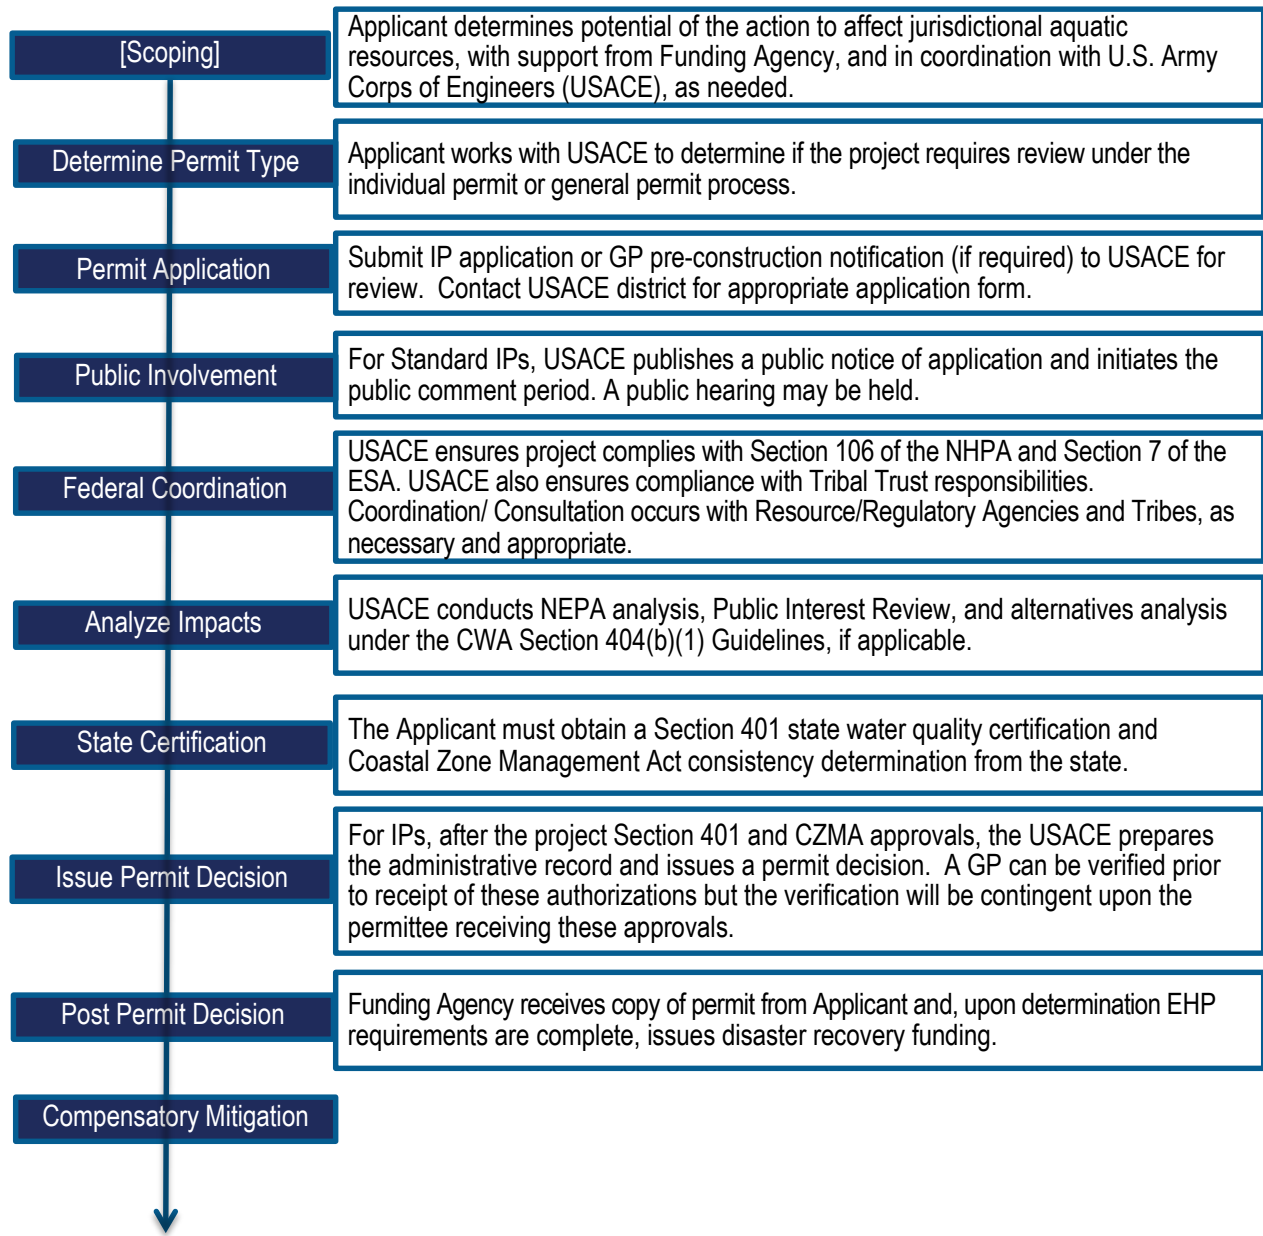 [Scoping]
Applicant determines potential of the action to affect jurisdictional aquatic
resources, with support from Funding Agency, and in coordination with U.S. Army
Corps of Engineers (USACE), as needed.
Determine Permit Type
Applicant works with USACE to determine if the project requires review under the
individual permit or general permit process.
Permit Application
Submit IP application or GP pre-construction notification (if required) to USACE for
review.  Contact USACE district for appropriate application form.
Public Involvement
For Standard IPs, USACE publishes a public notice of application and initiates the
public comment period. A public hearing may be held.
Federal Coordination
USACE ensures project complies with Section 106 of the NHPA and Section 7 of the
ESA. USACE also ensures compliance with Tribal Trust responsibilities.
Coordination/ Consultation occurs with Resource/Regulatory Agencies and Tribes, as
necessary and appropriate.
Analyze Impacts
USACE conducts NEPA analysis, Public Interest Review, and alternatives analysis
under the CWA Section 404(b)(1) Guidelines, if applicable.
State Certification
The Applicant must obtain a Section 401 state water quality certification and
Coastal Zone Management Act consistency determination from the state.
Issue Permit Decision
For IPs, after the project Section 401 and CZMA approvals, the USACE prepares
the administrative record and issues a permit decision.  A GP can be verified prior
to receipt of these authorizations but the verification will be contingent upon the
permittee receiving these approvals.
Post Permit Decision
Funding Agency receives copy of permit from Applicant and, upon determination EHP
requirements are complete, issues disaster recovery funding.
Compensatory Mitigation